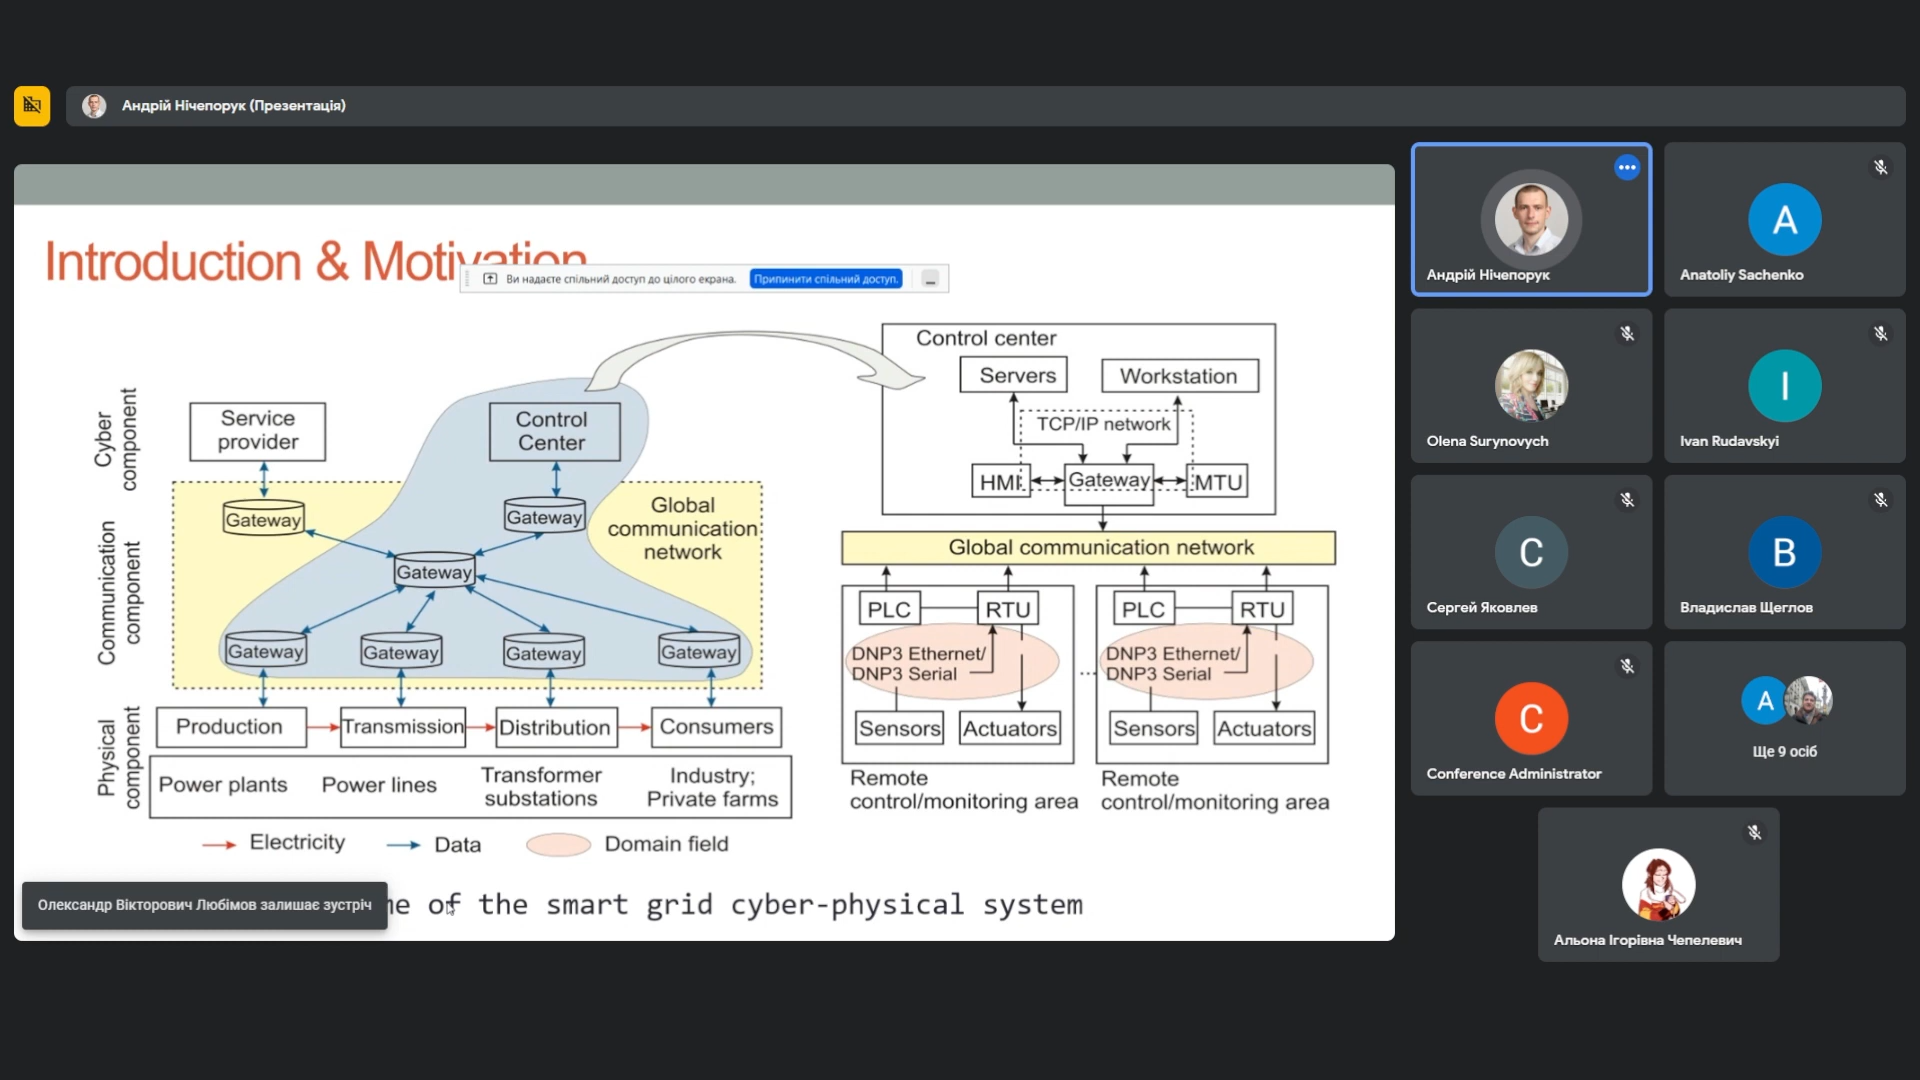 Андрій Нічепорук (Презентація)
Introduction & Motivation
Ви надаєте спільний доступ до цілого екрана.
Припинити спільний доступ.
Cyber
component
Communication
component
Physical
component
Service
provider
Control
Center
Gateway
Gateway
Global
communication
network
Gateway
Gateway
Gateway
Gateway
Gateway
Production
Transmission
Distribution
Consumers
Power plants
Power lines
Transformer
substations
Industry;
Private farms
Electricity
Data
Domain field
Control center
Servers
Workstation
TCP/IP network
HMI
Gateway
MTU
Global communication network
PLC
RTU
DNP3 Ethernet/
DNP3 Serial
Sensors
Actuators
Remote
control/monitoring area
...
PLC
RTU
DNP3 Ethernet/
DNP3 Serial
Sensors
Actuators
Remote
control/monitoring area
Олександр Вікторович Любімов залишає зустріч
of the smart grid cyber-physical system
Андрій Нічепорук
A
Anatoliy Sachenko
Olena Surynovych
I
Ivan Rudavskyi
С
Сергей Яковлев
В
Владислав Щеглов
C
Conference Administrator
A
Ще 9 осіб
Альона Ігорівна Чепелевич